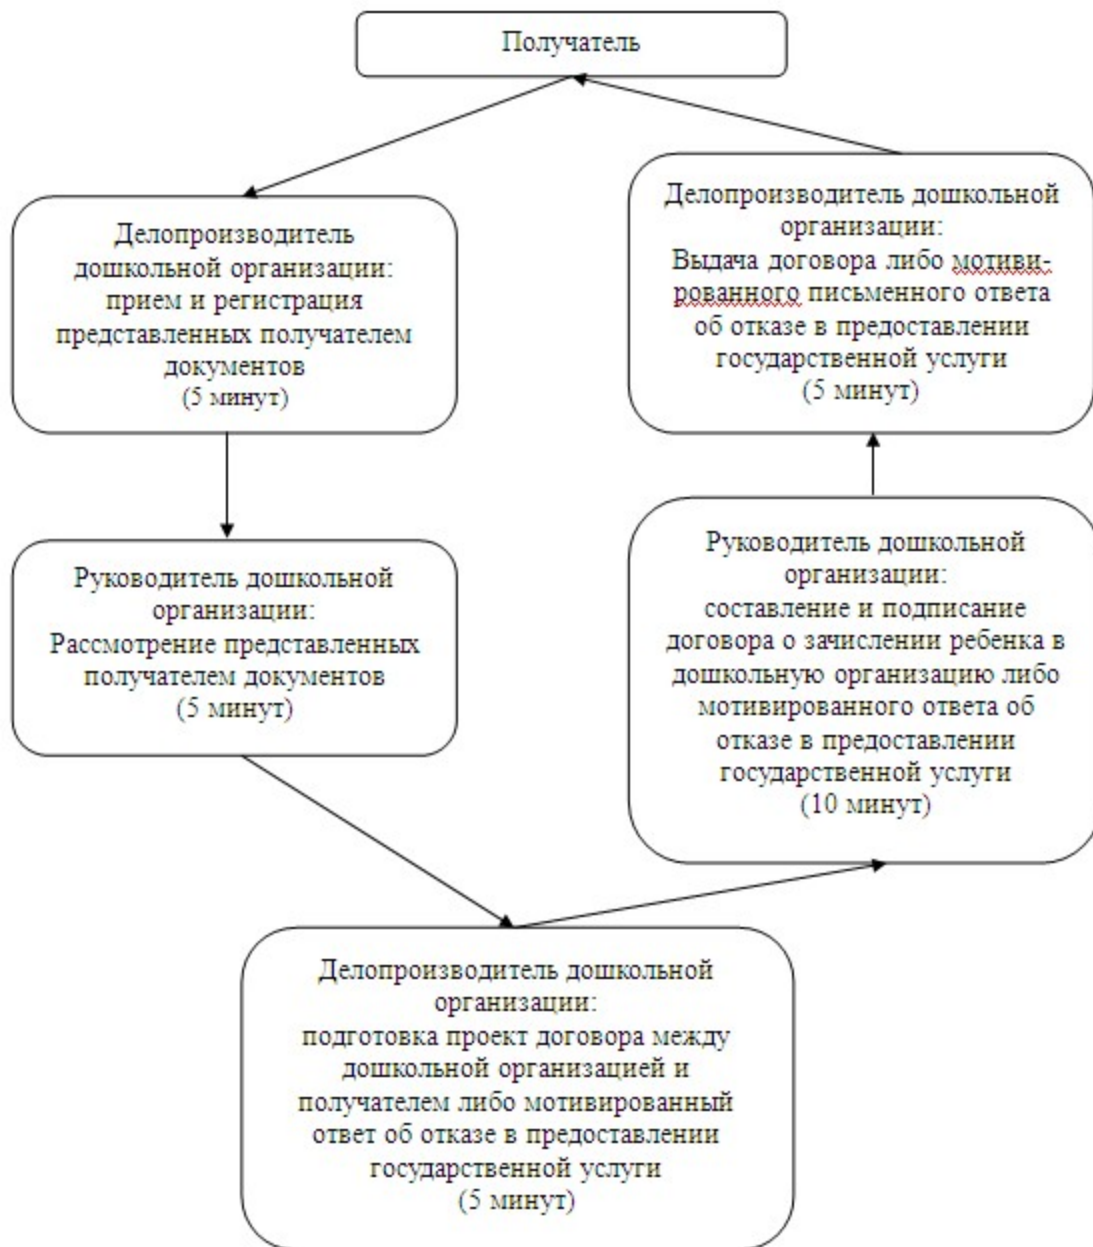 Получатель
Делопроизводитель
дошкольной организации:
прием и регистрация
представленных получателем
документов
(5 минут)
Руководитель дошкольной
организации:
Рассмотрение представленных
получателем документов
(5 минут)
Делопроизводитель дошкольной
организации:
подготовка проект договора между
дошкольной организацией и
получателем либо мотивированный
ответ об отказе в предоставлении
государственной услуги
(5 минут)
Руководитель дошкольной
организации:
составление и подписание
договора о зачислении ребенка в
дошкольную организацию либо
мотивированного ответа об
отказе в предоставлении
государственной услуги
(10 минут)
Делопроизводитель дошкольной
организации:
Выдача договора либо мотиви-
рованного письменного ответа
об отказе в предоставлении
государственной услуги
(5 минут)